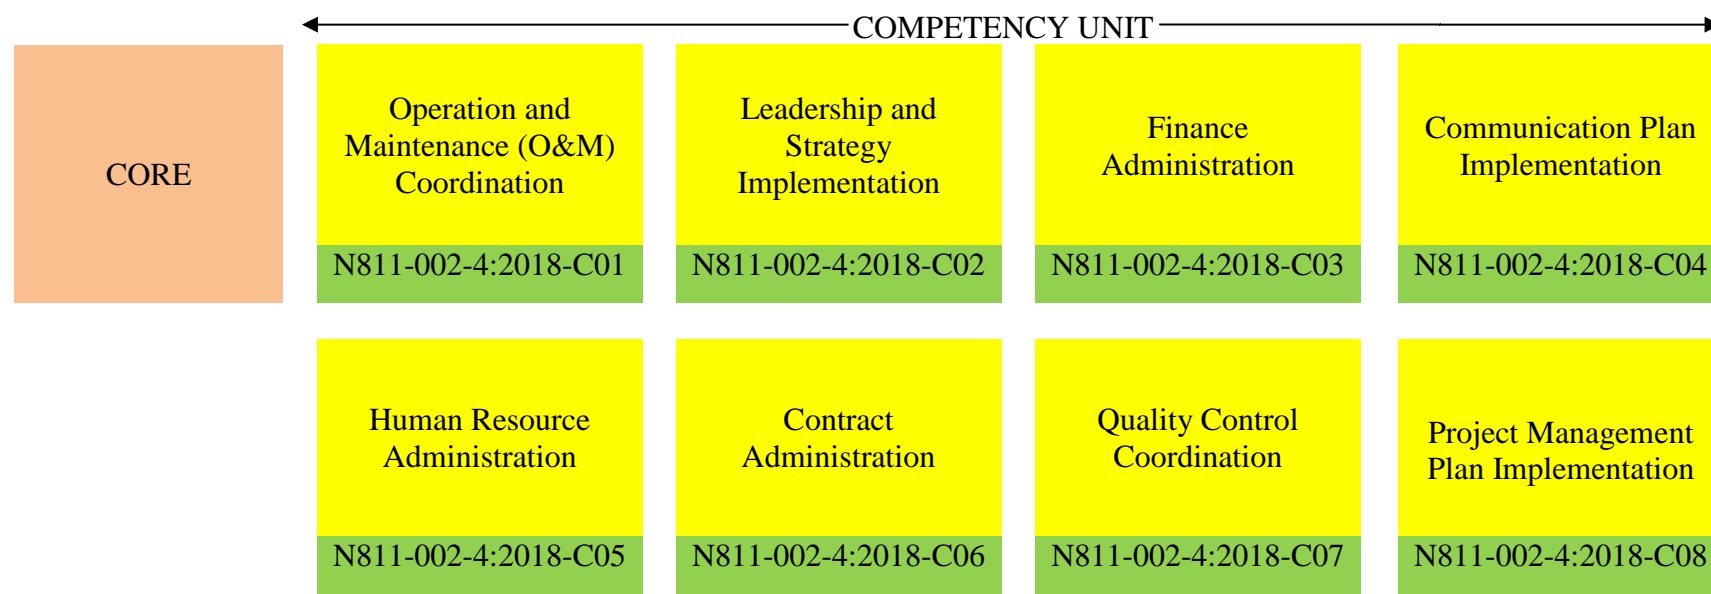 COMPETENCY UNIT
CORE
Operation and
Maintenance (O&M)
Coordination
N811-002-4:2018-C01
Leadership and
Strategy
Implementation
N811-002-4:2018-C02
Finance
Administration
N811-002-4:2018-C03
Communication Plan
Implementation
N811-002-4:2018-C04
Human Resource
Administration
N811-002-4:2018-C05
Contract
Administration
N811-002-4:2018-C06
Quality Control
Coordination
N811-002-4:2018-C07
Project Management
Plan Implementation
N811-002-4:2018-C08